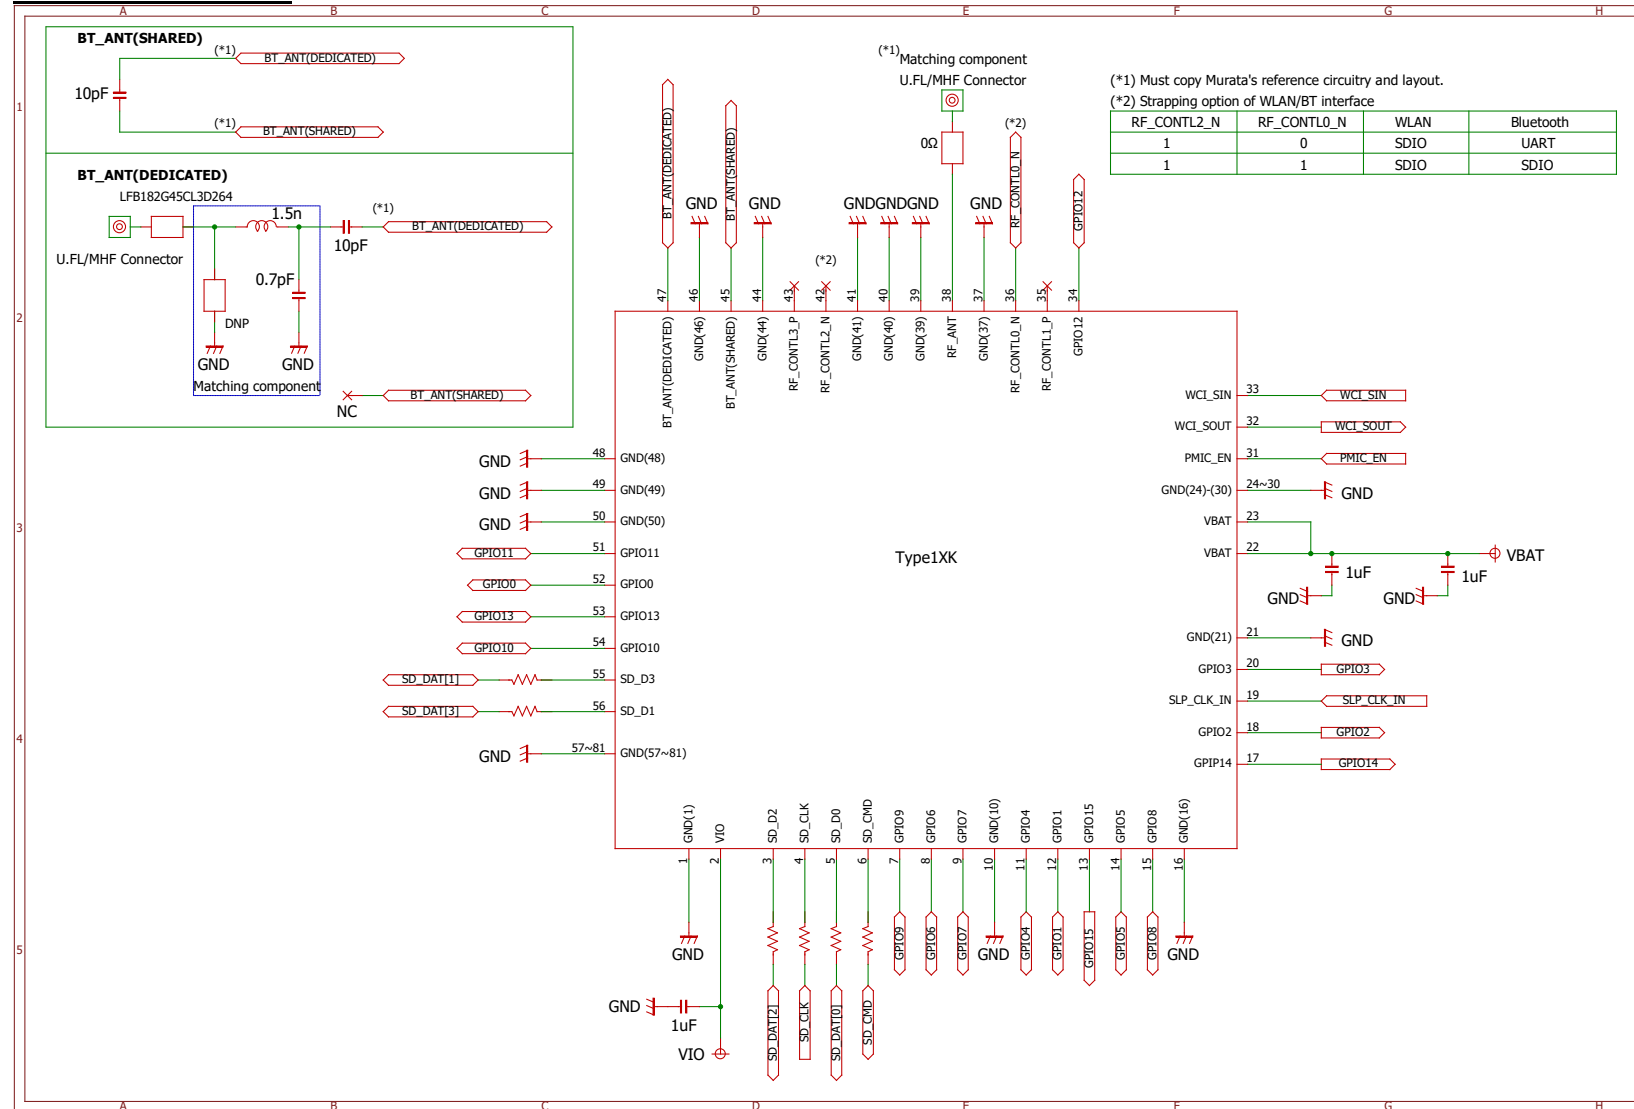 A B C D E F G H
BT_ANT(SHARED)
(*1)
BT_ANT(DEDICATED)
10pF
(*1)
BT_ANT(SHARED)
BT_ANT(DEDICATED)
LFB182G45CL3D264
1.5n
(*1)
BT_ANT(DEDICATED)
10pF
U.FL/MHF Connector
0.7pF
DNP
GND
GND
Matching component
BT_ANT(SHARED)
NC
(*1)
Matching component
U.FL/MHF Connector
0Ω
(*2)
(*1) Must copy Murata's reference circuitry and layout.
(*2) Strapping option of WLAN/BT interface
RF_CONTL2_N RF_CONTL0_N WLAN Bluetooth
1 0 SDIO UART
1 1 SDIO SDIO
BT_ANT(DEDICATED)
GND
BT_ANT(SHARED)
GND
(*2)
GND
GND
GND
GND
RF_CONTL0_N
GPIO12
47 46 45 44 43 42 41 40 39 38 37 36 35 34
BT_ANT(DEDICATED)
GND(46)
BT_ANT(SHARED)
GND(44)
RF_CONTL3_P
RF_CONTL2_N
GND(41)
GND(40)
GND(39)
RF_ANT
GND(37)
RF_CONTL0_N
RF_CONTL1_P
GPIO12
GND 48 GND(48)
GND 49 GND(49)
GND 50 GND(50)
GPIO11 51 GPIO11
GPIO0 52 GPIO0
GPIO13 53 GPIO13
GPIO10 54 GPIO10
SD_DAT[1] 55 SD_D3
SD_DAT[3] 56 SD_D1
GND 57~81 GND(57~81)
Type1XK
WCI_SIN 33 WCI_SIN
WCI_SOUT 32 WCI_SOUT
PMIC_EN 31 PMIC_EN
GND(24)-(30) 24~30 GND
VBAT 23
VBAT 22 VBAT
1uF
1uF
GND
GND
GND(21) 21 GND
GPIO3 20 GPIO3
SLP_CLK_IN 19 SLP_CLK_IN
GPIO2 18 GPIO2
GPIP14 17 GPIO14
GND(1)
VIO
SD_D2
SD_CLK
SD_D0
SD_CMD
GPIO9
GPIO6
GPIO7
GND(10)
GPIO4
GPIO1
GPIO15
GPIO5
GPIO8
GND(16)
1 2 3 4 5 6 7 8 9 10 11 12 13 14 15 16
GND
GPIO9
GPIO6
GPIO7
GND
GPIO4
GPIO1
GPIO15
GPIO5
GPIO8
GND
GND
1uF
VIO
SD_DAT[2]
SD_CLK
SD_DAT[0]
SD_CMD
1
2
3
4
5
A B C D E F G H